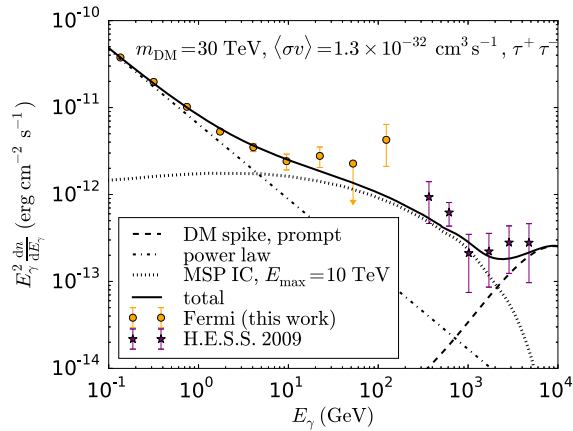 m_DM = 30 TeV, ⟨σv⟩ = 1.3 × 10^−32 cm^3 s^−1, τ^+ τ^−
E_γ^2 dn/dE_γ (erg cm^−2 s^−1)
10^-10
10^-11
10^-12
10^-13
10^-14
DM spike, prompt
power law
MSP IC, E_max = 10 TeV
total
Fermi (this work)
H.E.S.S. 2009
10^-1 10^0 10^1 10^2 10^3 10^4
E_γ (GeV)